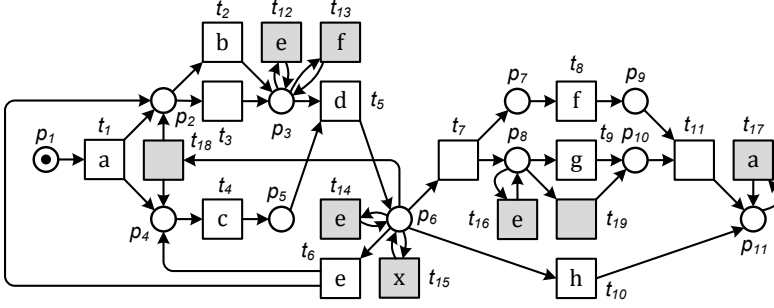 t2 t12 t13
b e f
t8
p7 p9
f
t1 p2 t3 p3 d t5
p1
a
t18
t7 p8 t9 p10 t11 t17
g a
t4 p5
c
t14
e p6
p4
t16 e t19
p11
t6
e x t15
h t10